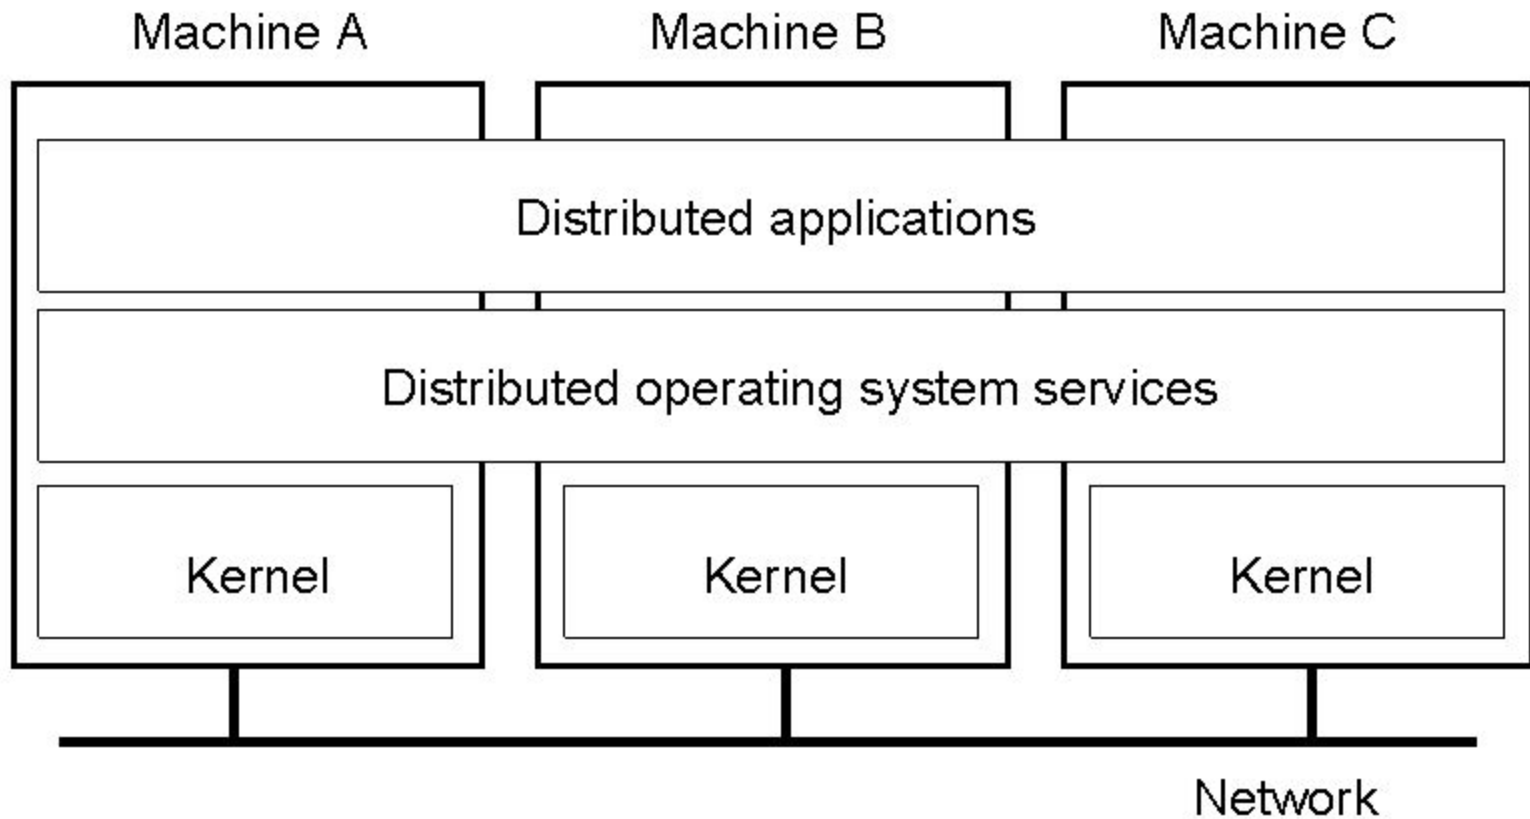 Machine A
Machine B
Machine C
Distributed applications
Distributed operating system services
Kernel
Kernel
Kernel
Network